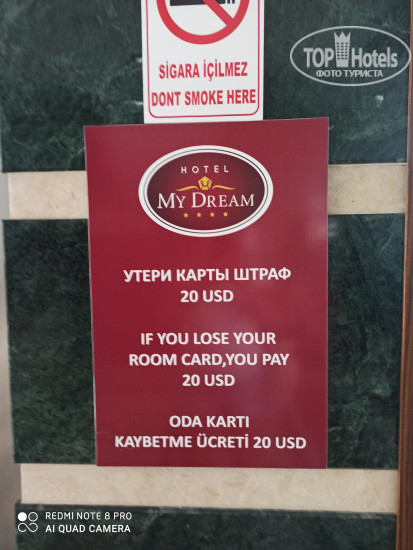 TOP Hotels
ФОТО ТУРИСТА
SİGARA İÇİLMEZ
DONT SMOKE HERE
HOTEL
MY DREAM
УТЕРИ КАРТЫ ШТРАФ
20 USD
IF YOU LOSE YOUR
ROOM CARD,YOU PAY
20 USD
ODA KARTI
KAYBETME ÜCRETİ 20 USD
REDMI NOTE 8 PRO
AI QUAD CAMERA